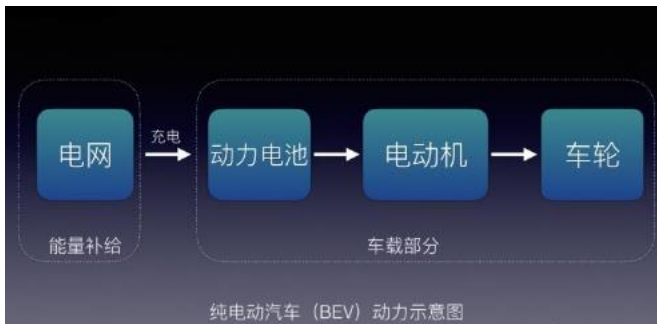 充电
电网
动力电池
电动机
车轮
能量补给
车载部分
纯电动汽车（BEV）动力示意图